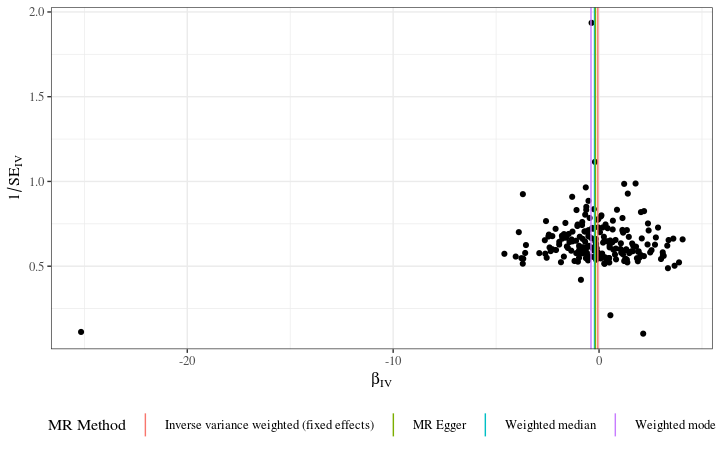 2.0
1.5
1.0
0.5
1/SE_IV
-20
-10
0
β_IV
MR Method Inverse variance weighted (fixed effects) MR Egger Weighted median Weighted mode